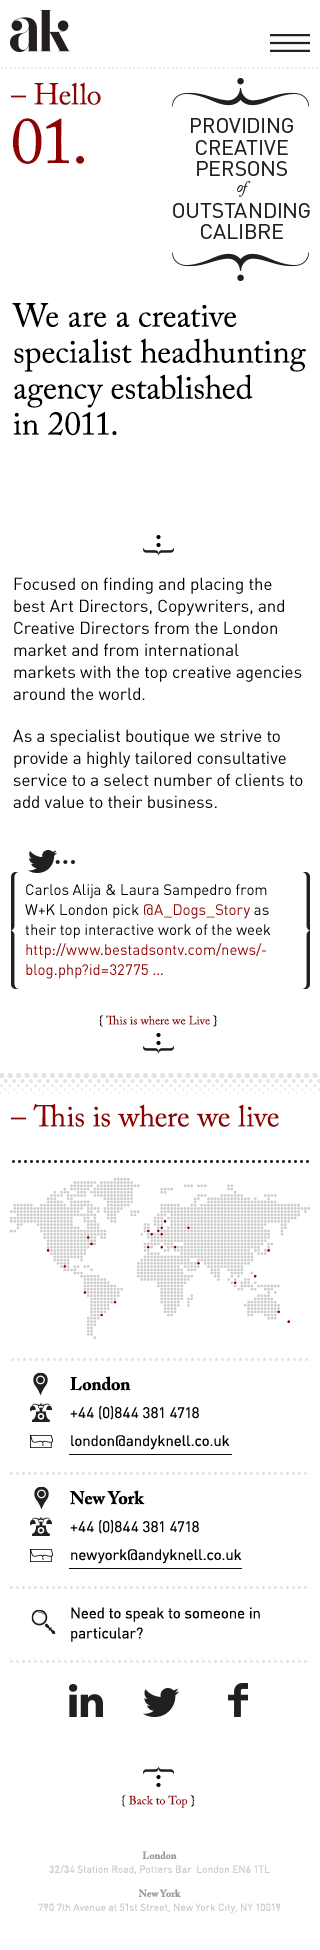 ak
– Hello
01.
PROVIDING
CREATIVE
PERSONS
of
OUTSTANDING
CALIBRE
We are a creative
specialist headhunting
agency established
in 2011.
Focused on finding and placing the
best Art Directors, Copywriters, and
Creative Directors from the London
market and from international
markets with the top creative agencies
around the world.
As a specialist boutique we strive to
provide a highly tailored consultative
service to a select number of clients to
add value to their business.
Carlos Alija & Laura Sampedro from
W+K London pick @A_Dogs_Story as
their top interactive work of the week
http://www.bestadsontv.com/news/-
blog.php?id=32775 ...
{ This is where we Live }
– This is where we live
London
+44 (0)844 381 4718
london@andyknell.co.uk
New York
+44 (0)844 381 4718
newyork@andyknell.co.uk
Need to speak to someone in
particular?
in
f
{ Back to Top }
London
32/34 Station Road, Potters Bar London EN6 1TL
New York
790 7th Avenue at 51st Street, New York City, NY 10019